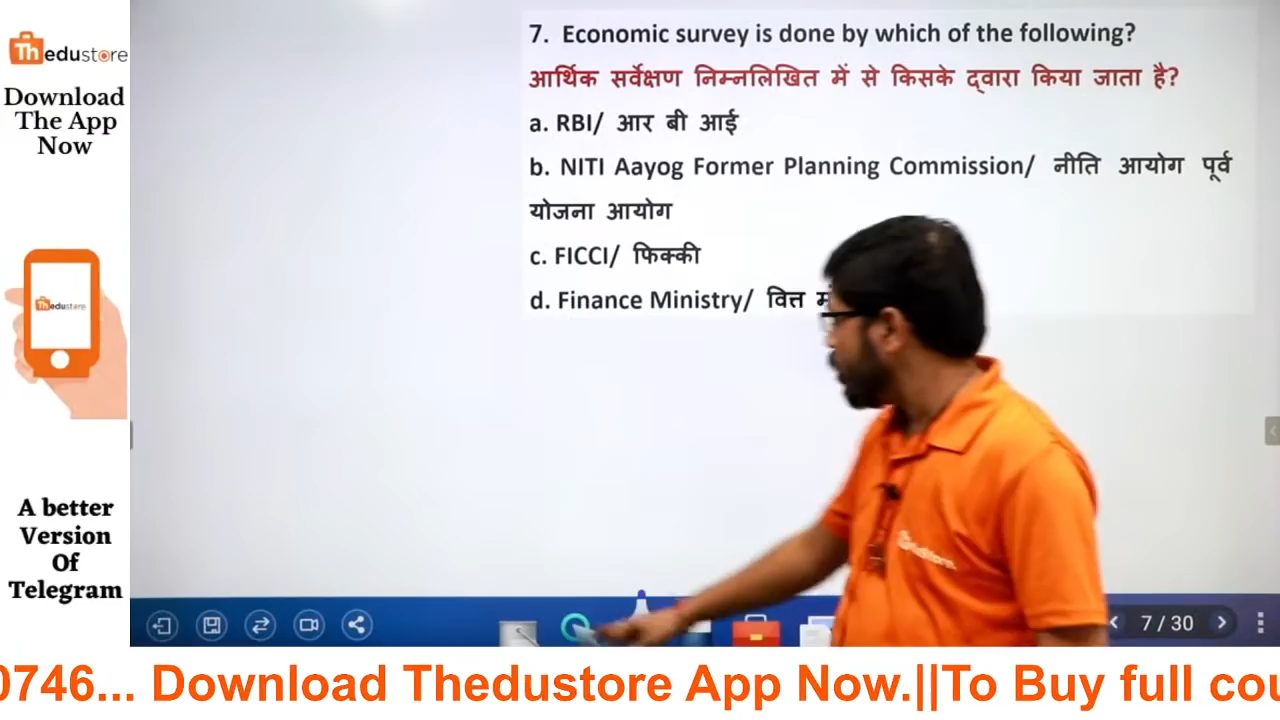 Thedustore
Download
The App
Now
Thedustore
A better
Version
Of
Telegram
7. Economic survey is done by which of the following?
आर्थिक सर्वेक्षण निम्नलिखित में से किसके द्वारा किया जाता है?
a. RBI/ आर बी आई
b. NITI Aayog Former Planning Commission/ नीति आयोग पूर्व
योजना आयोग
c. FICCI/ फिक्की
d. Finance Ministry/ वित्त
7 / 30
0746... Download Thedustore App Now.||To Buy full cou